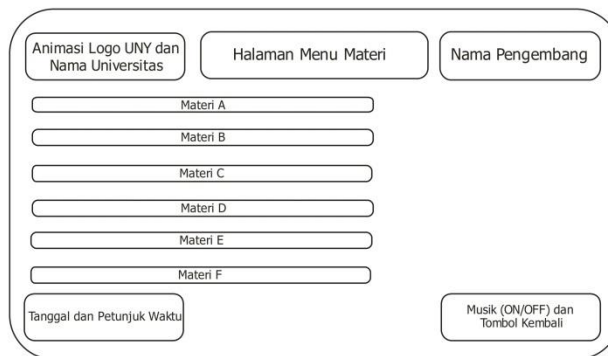 Animasi Logo UNY dan
Nama Universitas
Halaman Menu Materi
Nama Pengembang
Materi A
Materi B
Materi C
Materi D
Materi E
Materi F
Tanggal dan Petunjuk Waktu
Musik (ON/OFF) dan
Tombol Kembali